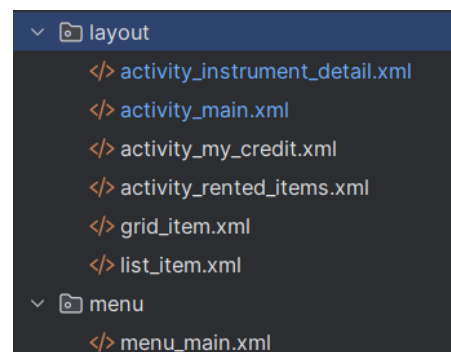 layout
</> activity_instrument_detail.xml
</> activity_main.xml
</> activity_my_credit.xml
</> activity_rented_items.xml
</> grid_item.xml
</> list_item.xml
menu
</> menu_main.xml